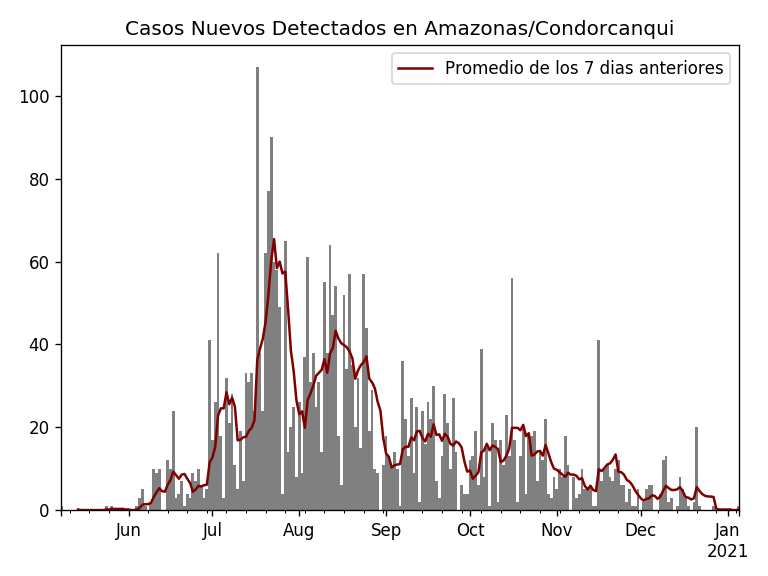 Casos Nuevos Detectados en Amazonas/Condorcanqui
Promedio de los 7 dias anteriores
100
80
60
40
20
0
Jun Jul Aug Sep Oct Nov Dec Jan
2021